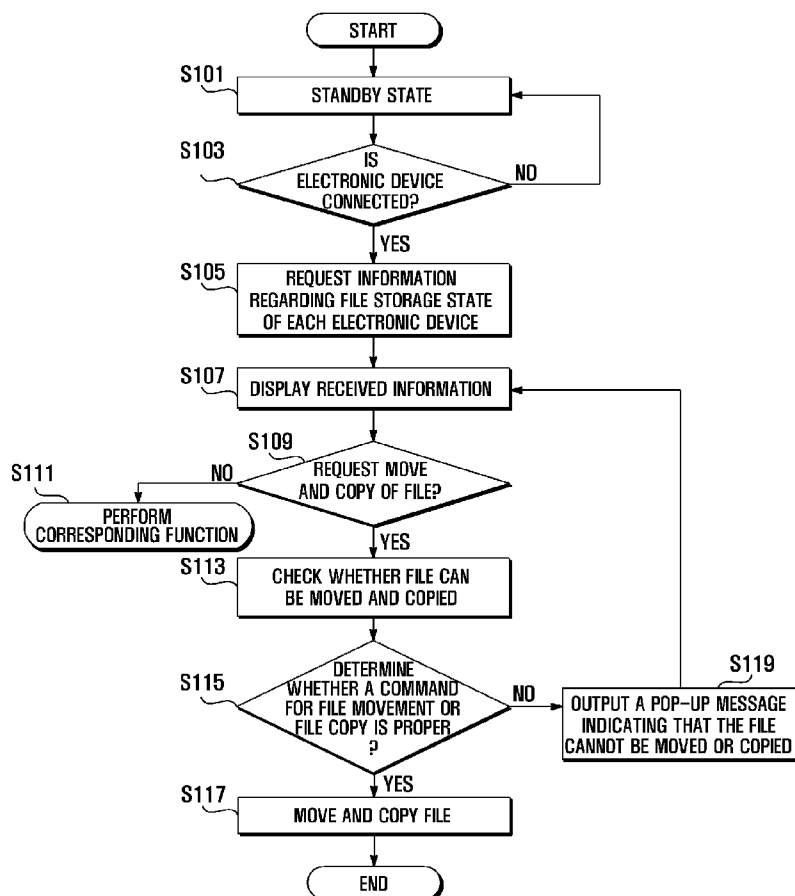 START
S101
STANDBY STATE
S103
IS
ELECTRONIC DEVICE
CONNECTED?
NO
YES
S105
REQUEST INFORMATION
REGARDING FILE STORAGE STATE
OF EACH ELECTRONIC DEVICE
S107
DISPLAY RECEIVED INFORMATION
S109
REQUEST MOVE
AND COPY OF FILE?
NO
S111
PERFORM
CORRESPONDING FUNCTION
YES
S113
CHECK WHETHER FILE CAN
BE MOVED AND COPIED
S115
DETERMINE
WHETHER A COMMAND
FOR FILE MOVEMENT OR
FILE COPY IS PROPER
?
NO
S119
OUTPUT A POP-UP MESSAGE
INDICATING THAT THE FILE
CANNOT BE MOVED OR COPIED
YES
S117
MOVE AND COPY FILE
END